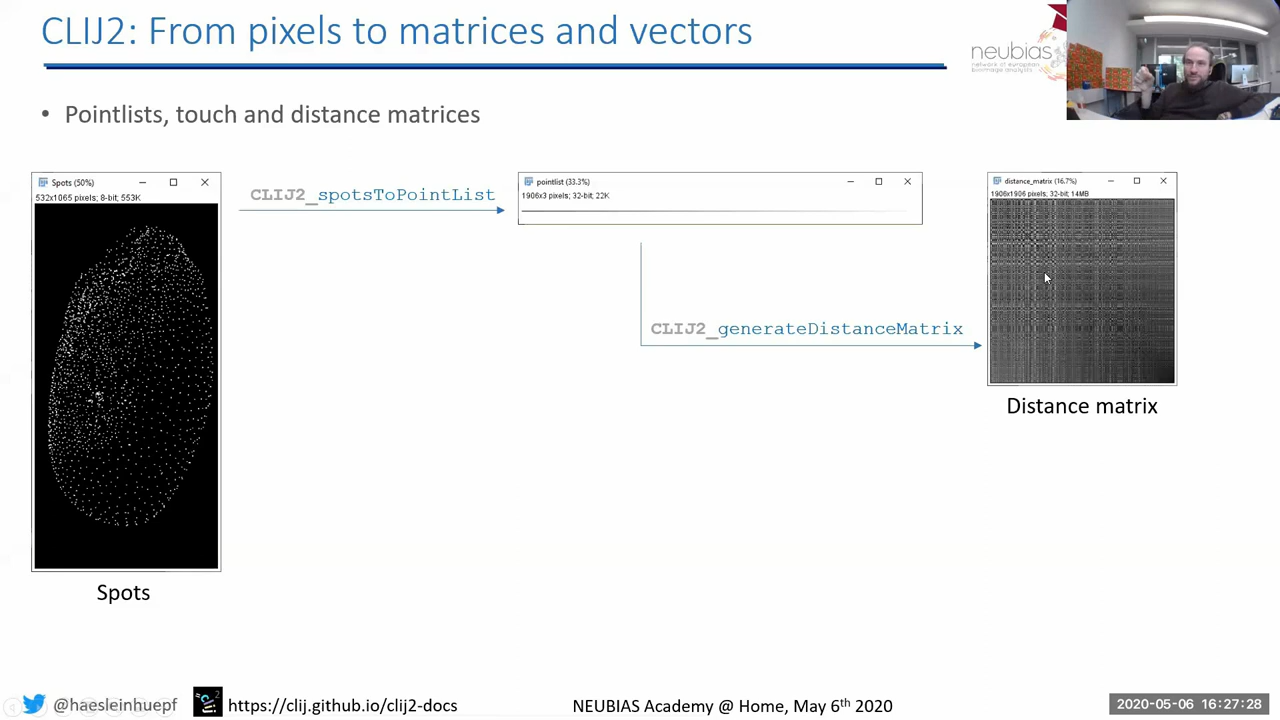 CLIJ2: From pixels to matrices and vectors
neubias
network of european
bioimage analysts
• Pointlists, touch and distance matrices
Spots (50%)
532x1065 pixels; 8-bit; 553K
CLIJ2_spotsToPointList
pointlist (33.3%)
1906x3 pixels; 32-bit; 22K
distance_matrix (16.7%)
1906x1906 pixels; 32-bit; 14MB
CLIJ2_generateDistanceMatrix
Distance matrix
Spots
@haesleinhuepf
https://clij.github.io/clij2-docs
NEUBIAS Academy @ Home, May 6th 2020
2020-05-06 16:27:28